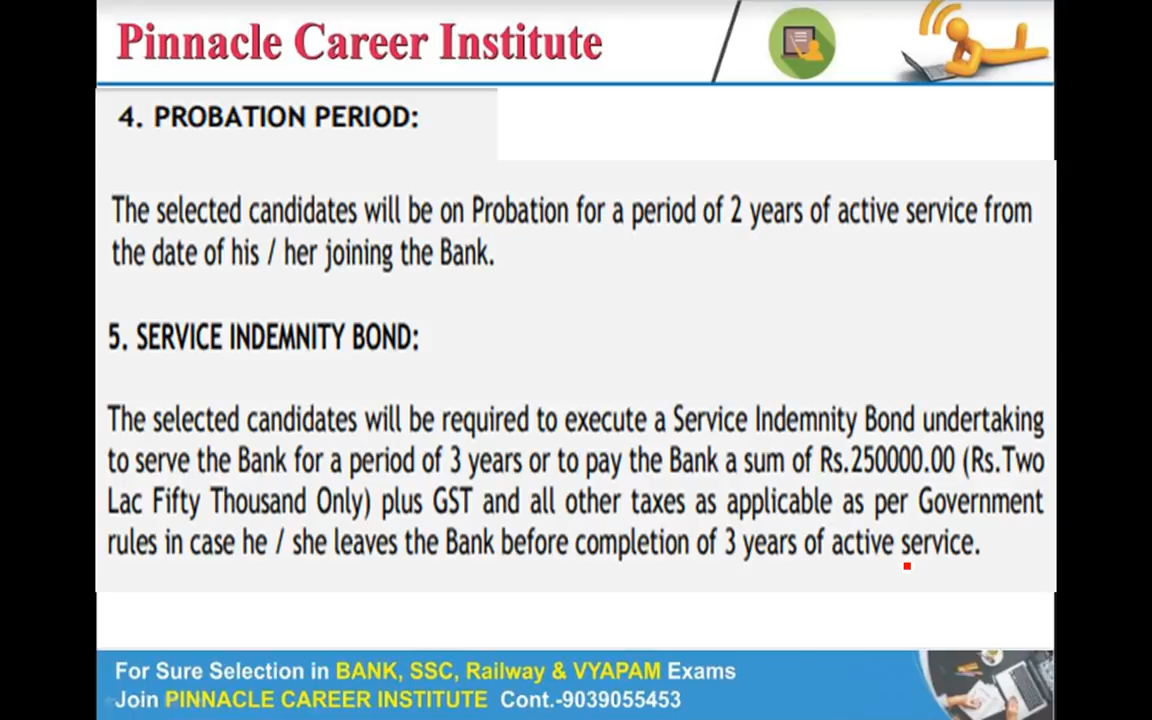 Pinnacle Career Institute
4. PROBATION PERIOD:
The selected candidates will be on Probation for a period of 2 years of active service from
the date of his / her joining the Bank.
5. SERVICE INDEMNITY BOND:
The selected candidates will be required to execute a Service Indemnity Bond undertaking
to serve the Bank for a period of 3 years or to pay the Bank a sum of Rs.250000.00 (Rs.Two
Lac Fifty Thousand Only) plus GST and all other taxes as applicable as per Government
rules in case he / she leaves the Bank before completion of 3 years of active service.
For Sure Selection in BANK, SSC, Railway & VYAPAM Exams
Join PINNACLE CAREER INSTITUTE Cont.-9039055453